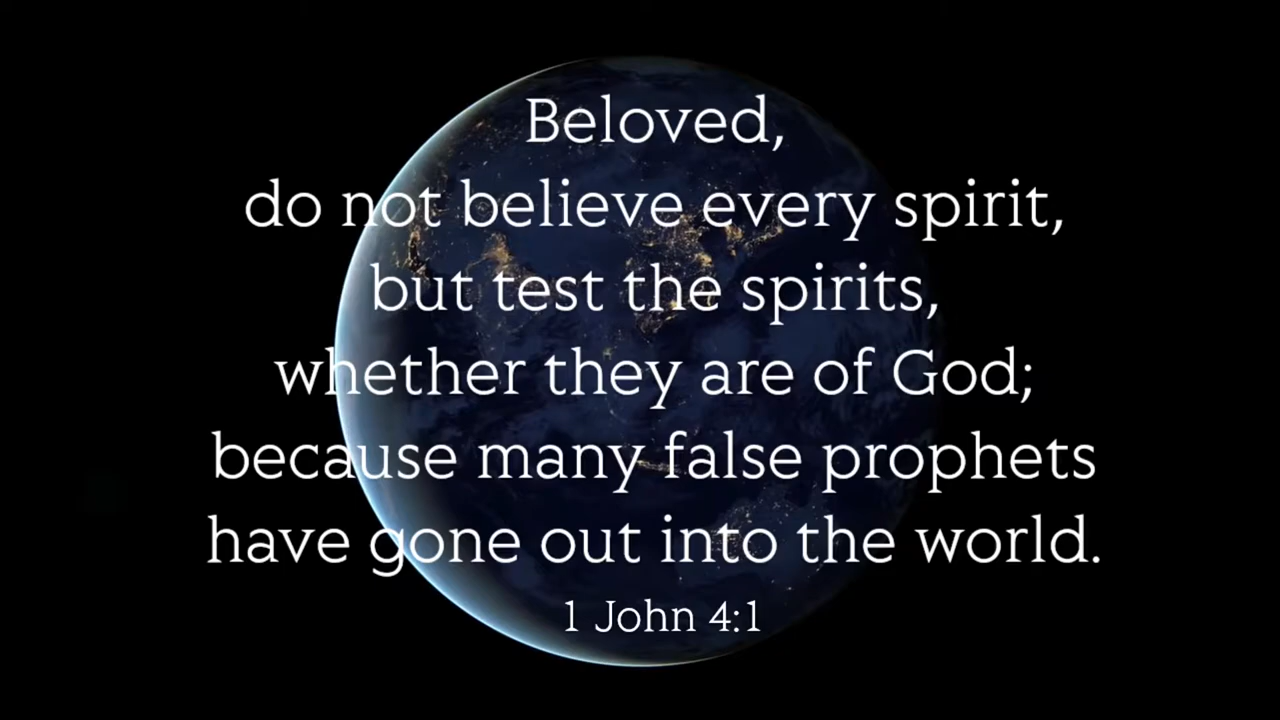 Beloved,
do not believe every spirit,
but test the spirits,
whether they are of God;
because many false prophets
have gone out into the world.
1 John 4:1